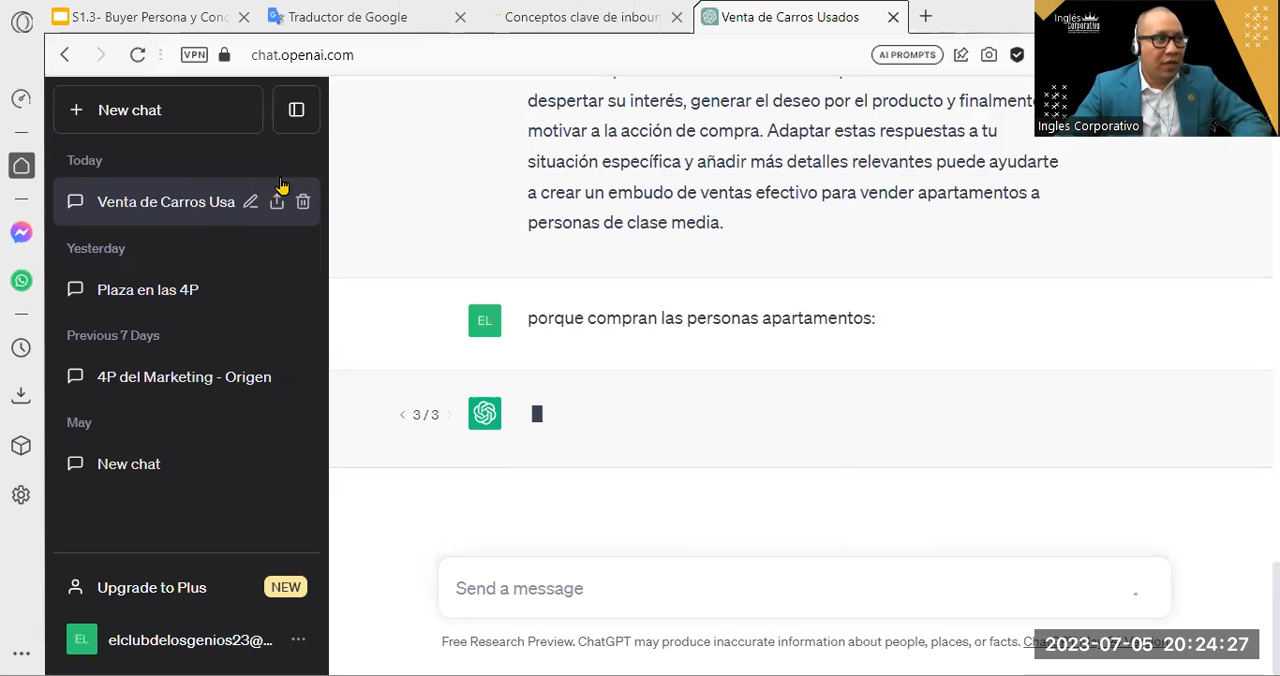 S1.3- Buyer Persona y Con
Traductor de Google
Conceptos clave de inbour
Venta de Carros Usados
VPN
chat.openai.com
AI PROMPTS
Inglés
Corporativo
Ingles Corporativo
New chat
Today
Venta de Carros Usa
Yesterday
Plaza en las 4P
Previous 7 Days
4P del Marketing - Origen
May
New chat
Upgrade to Plus
NEW
EL
elclubdelosgenios23@...
despertar su interés, generar el deseo por el producto y finalmente
motivar a la acción de compra. Adaptar estas respuestas a tu
situación específica y añadir más detalles relevantes puede ayudarte
a crear un embudo de ventas efectivo para vender apartamentos a
personas de clase media.
EL
porque compran las personas apartamentos:
3 / 3
Send a message
Free Research Preview. ChatGPT may produce inaccurate information about people, places, or facts.
2023-07-05 20:24:27